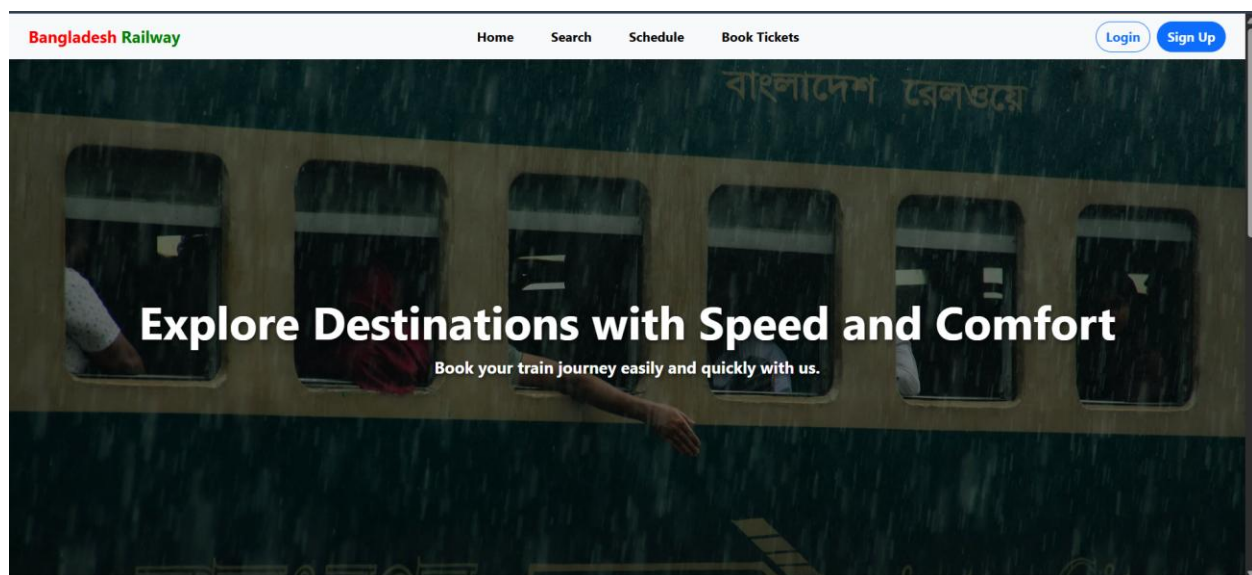 Bangladesh Railway
Home Search Schedule Book Tickets
Login Sign Up
বাংলাদেশ রেলওয়ে
Explore Destinations with Speed and Comfort
Book your train journey easily and quickly with us.